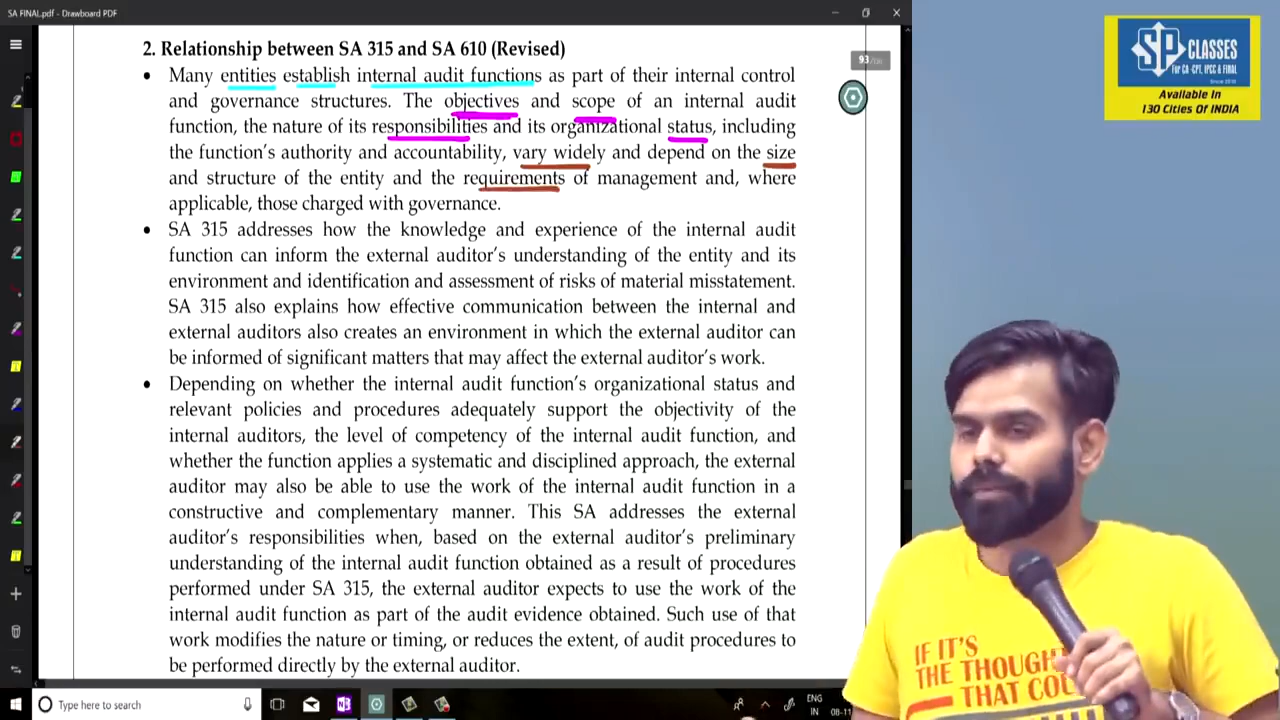 SA FINAL.pdf - Drawboard PDF
2. Relationship between SA 315 and SA 610 (Revised)
• Many entities establish internal audit functions as part of their internal control
and governance structures. The objectives and scope of an internal audit
function, the nature of its responsibilities and its organizational status, including
the function's authority and accountability, vary widely and depend on the size
and structure of the entity and the requirements of management and, where
applicable, those charged with governance.
• SA 315 addresses how the knowledge and experience of the internal audit
function can inform the external auditor's understanding of the entity and its
environment and identification and assessment of risks of material misstatement.
SA 315 also explains how effective communication between the internal and
external auditors also creates an environment in which the external auditor can
be informed of significant matters that may affect the external auditor's work.
• Depending on whether the internal audit function's organizational status and
relevant policies and procedures adequately support the objectivity of the
internal auditors, the level of competency of the internal audit function, and
whether the function applies a systematic and disciplined approach, the external
auditor may also be able to use the work of the internal audit function in a
constructive and complementary manner. This SA addresses the external
auditor's responsibilities when, based on the external auditor's preliminary
understanding of the internal audit function obtained as a result of procedures
performed under SA 315, the external auditor expects to use the work of the
internal audit function as part of the audit evidence obtained. Such use of that
work modifies the nature or timing, or reduces the extent, of audit procedures to
be performed directly by the external auditor.
93
SP CLASSES
For CA-CPT, IPCC & FINAL
Available In
130 Cities Of INDIA
IF IT'S
THE THOUGH
THAT COU
Type here to search
ENG
IN
08-11